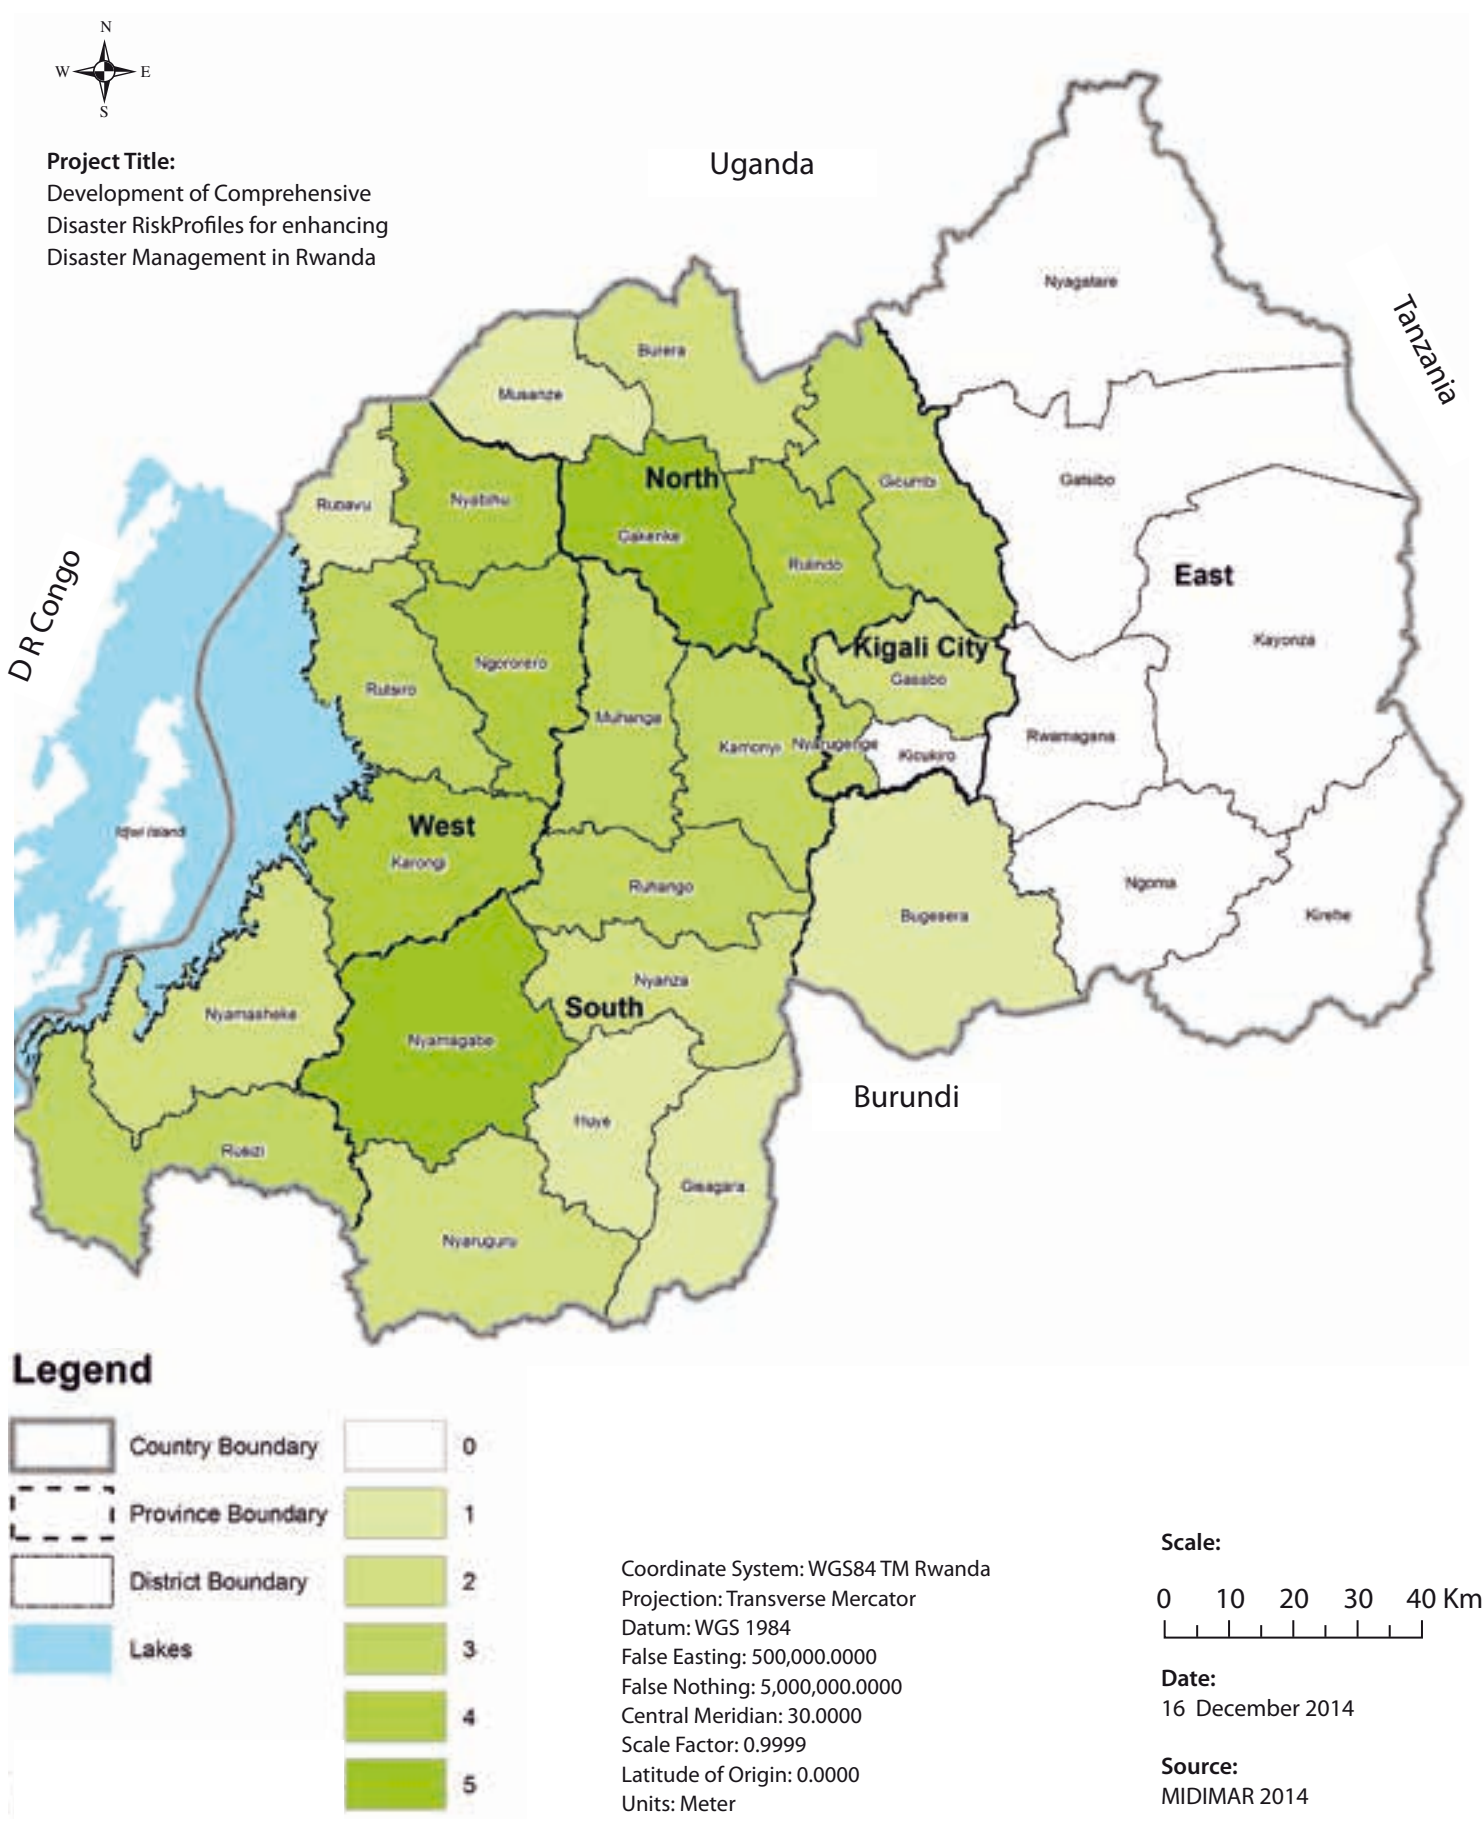 N
W E
S
Project Title:
Development of Comprehensive
Disaster RiskProfiles for enhancing
Disaster Management in Rwanda
Uganda
Tanzania
D R Congo
Burundi
Nyagatare
Burera
Musanze
North
Gicumbi
Gatsibo
Rubavu
Nyabihu
Gakenke
Rulindo
East
Kayonza
Kigali City
Gasabo
Ngororero
Rutsiro
Muhanga
Kamonyi
Nyarugenge
Kicukiro
Rwamagana
Idjwi Island
West
Karongi
Ruhango
Ngoma
Bugesera
Kirehe
Nyanza
South
Nyamasheke
Nyamagabe
Huye
Rusizi
Gisagara
Nyaruguru
Legend
Country Boundary
Province Boundary
District Boundary
Lakes
0
1
2
3
4
5
Coordinate System: WGS84 TM Rwanda
Projection: Transverse Mercator
Datum: WGS 1984
False Easting: 500,000.0000
False Nothing: 5,000,000.0000
Central Meridian: 30.0000
Scale Factor: 0.9999
Latitude of Origin: 0.0000
Units: Meter
Scale:
0 10 20 30 40 Km
Date:
16 December 2014
Source:
MIDIMAR 2014